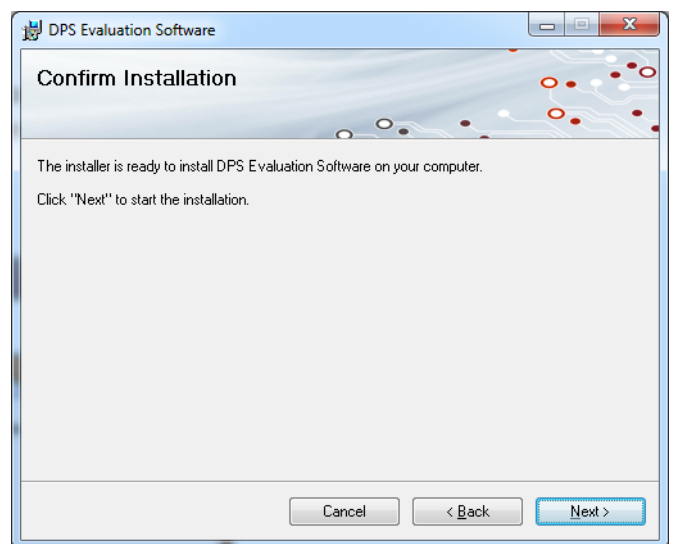 DPS Evaluation Software
Confirm Installation
The installer is ready to install DPS Evaluation Software on your computer.
Click "Next" to start the installation.
Cancel
< Back
Next >